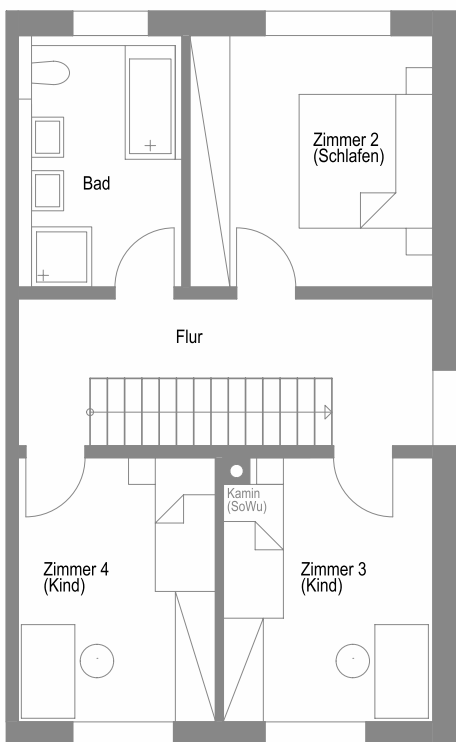 Zimmer 2
(Schlafen)
Bad
Flur
Kamin
(SoWu)
Zimmer 4
(Kind)
Zimmer 3
(Kind)